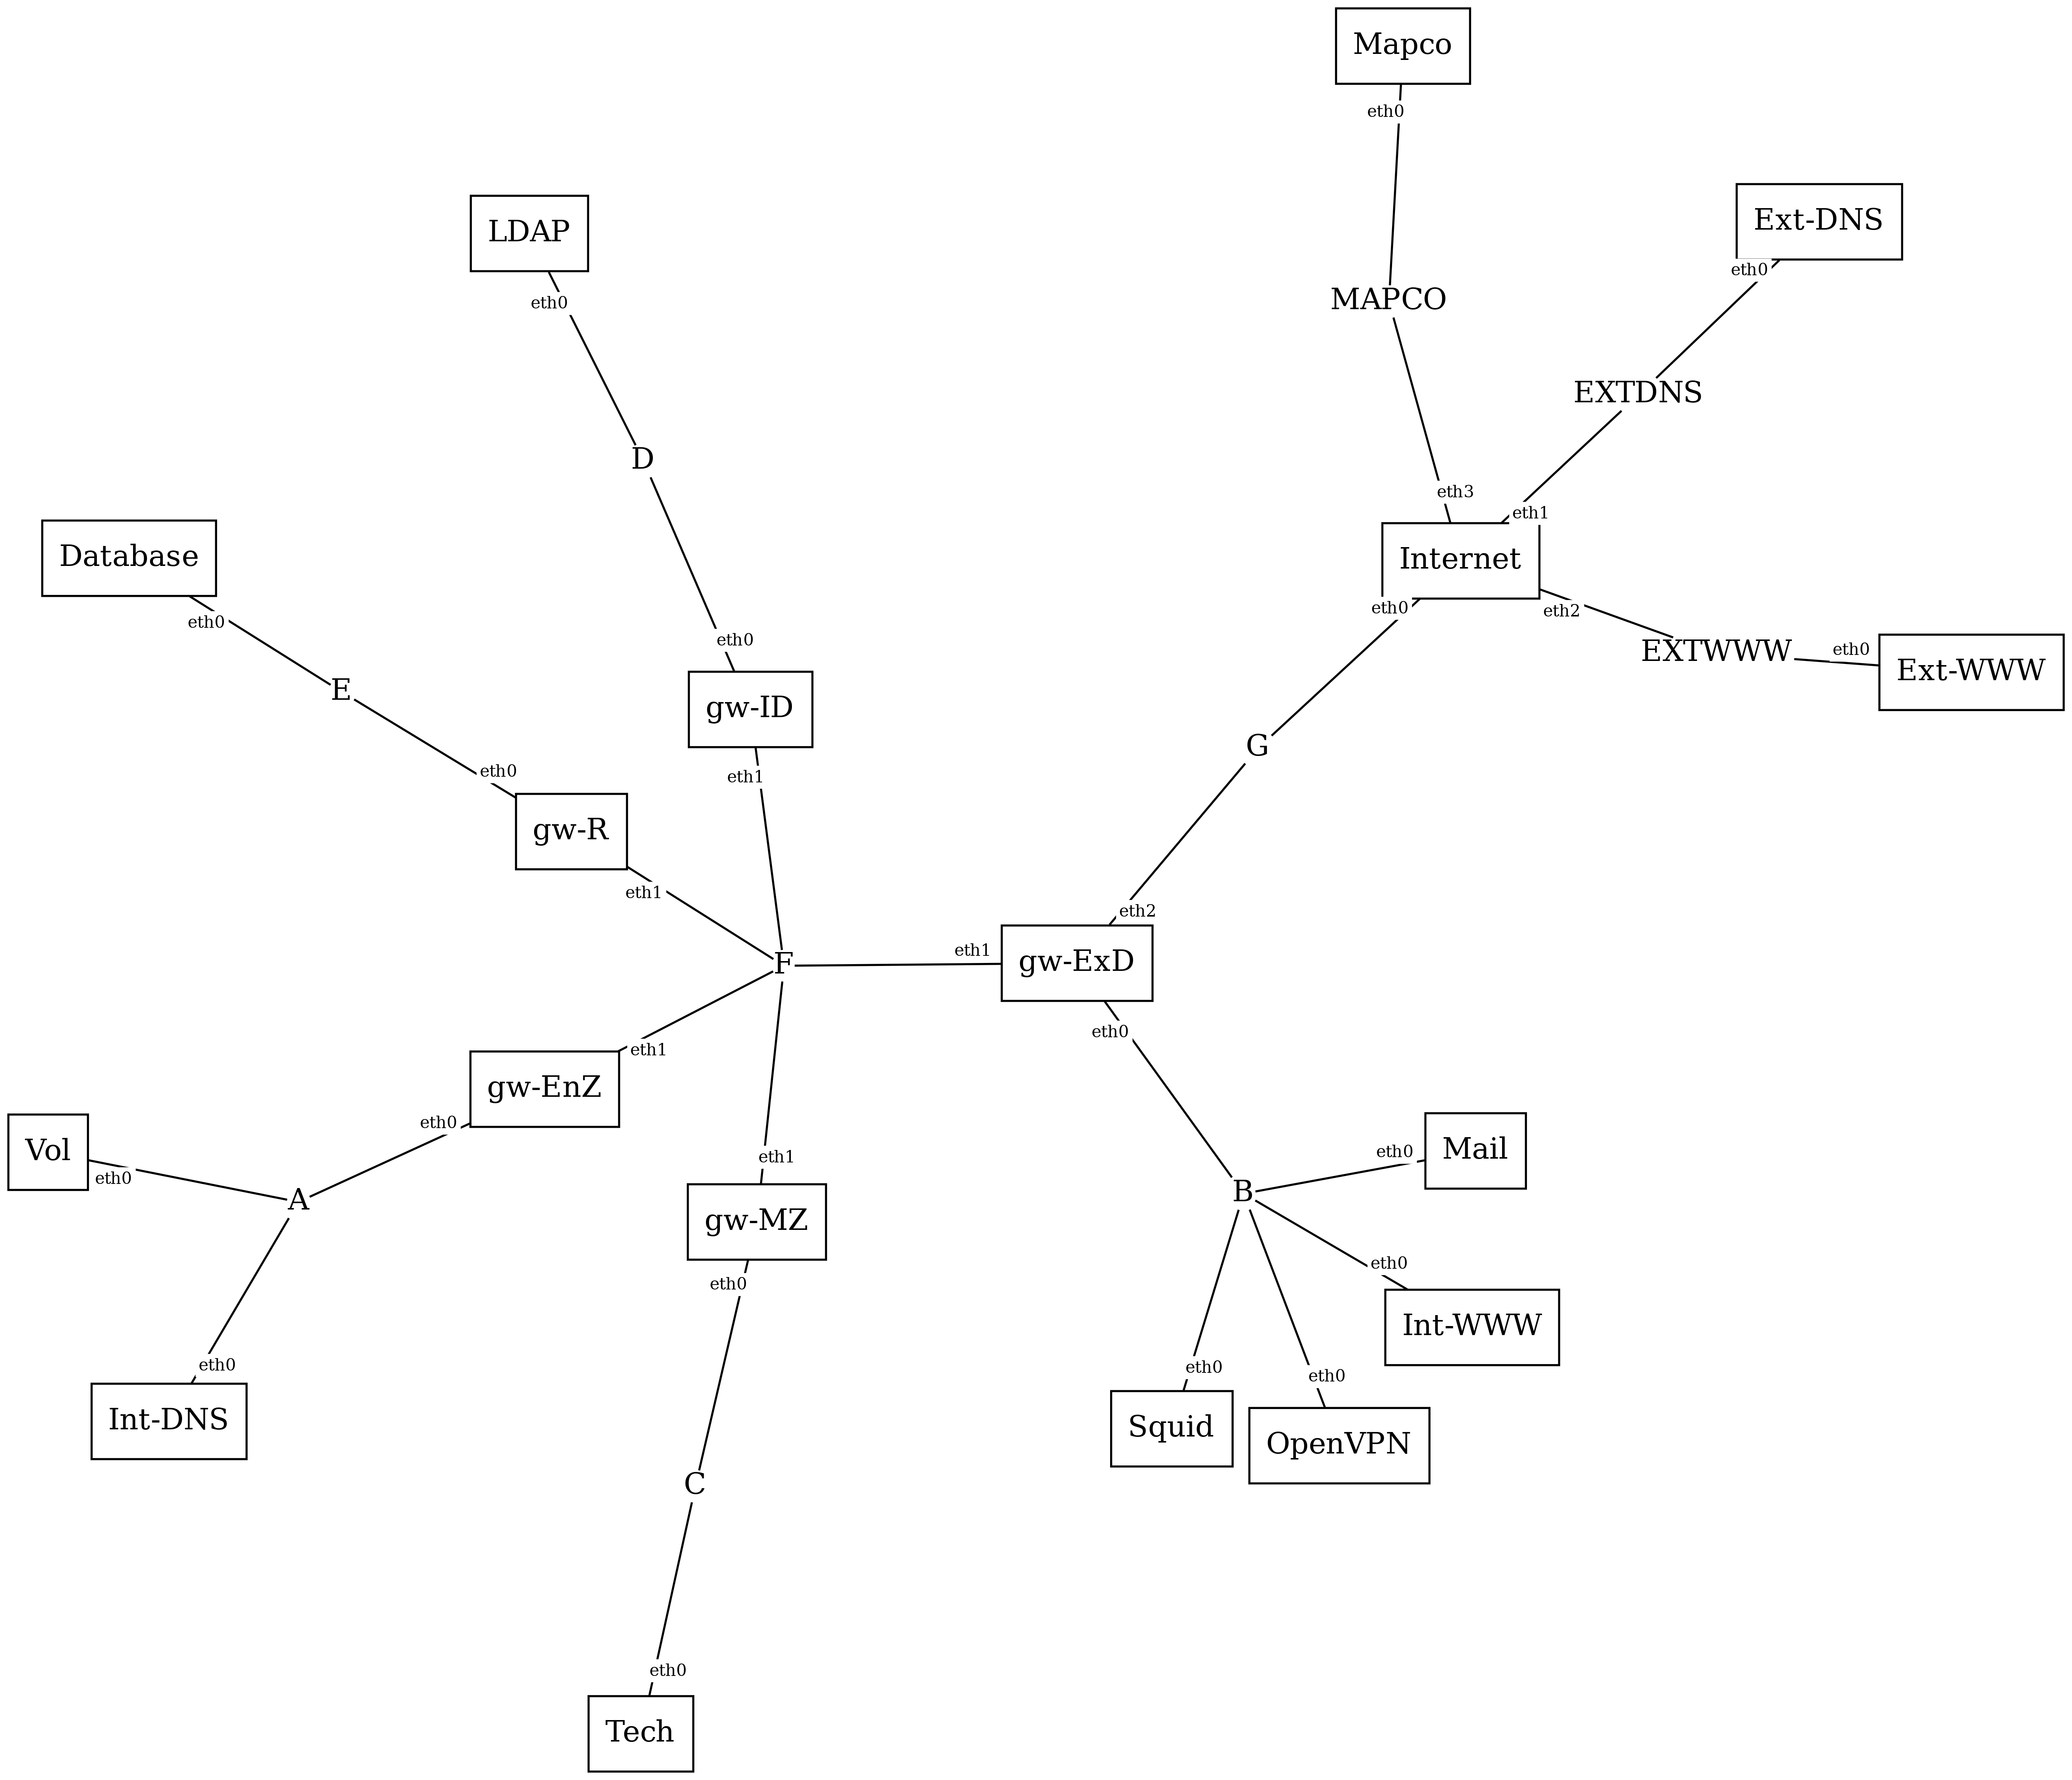 Mapco
eth0
Ext-DNS
eth0
LDAP
eth0
MAPCO
EXTDNS
D
eth3
eth1
Database
eth0
Internet
eth0
eth2
EXTWWW
eth0
Ext-WWW
eth0
gw-ID
eth1
E
eth0
gw-R
eth1
G
eth2
F
eth1
gw-ExD
eth0
eth1
gw-EnZ
eth0
Vol
eth0
A
eth1
gw-MZ
eth0
B
eth0
Mail
eth0
Int-WWW
eth0
Int-DNS
eth0
Squid
eth0
OpenVPN
C
eth0
Tech